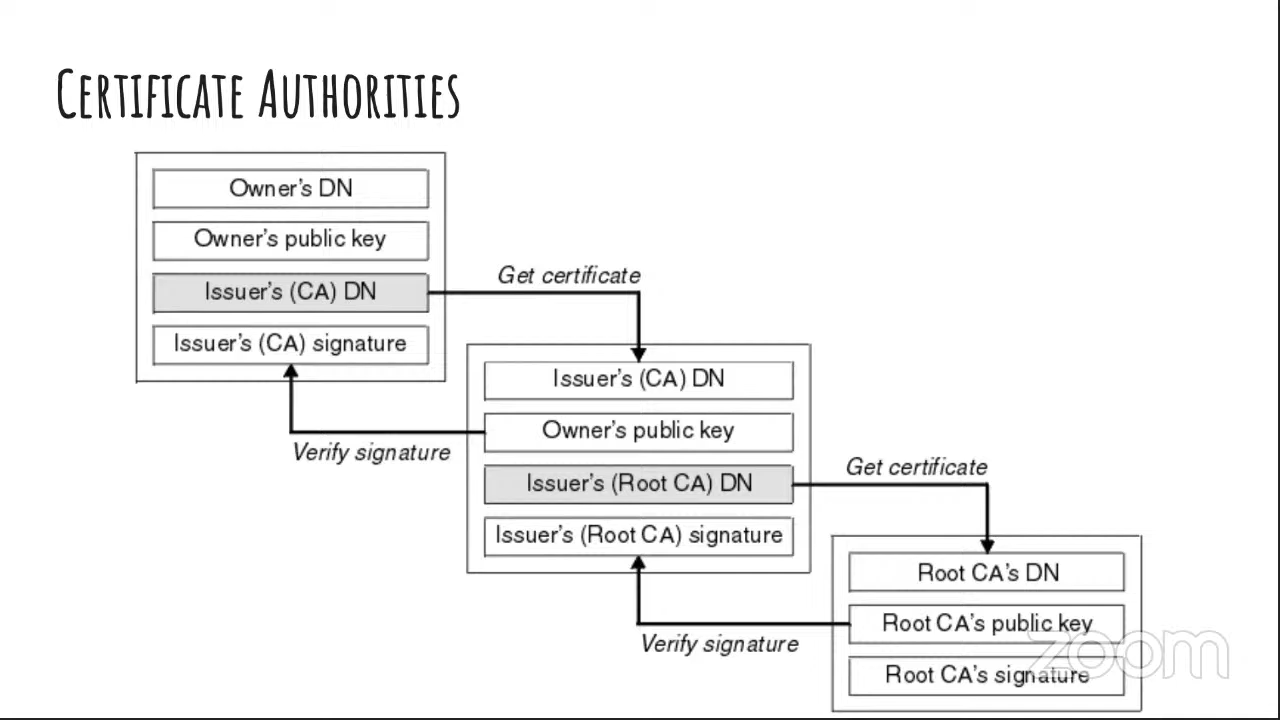 CERTIFICATE AUTHORITIES
Owner's DN
Owner's public key
Issuer's (CA) DN
Issuer's (CA) signature
Get certificate
Verify signature
Issuer's (CA) DN
Owner's public key
Issuer's (Root CA) DN
Issuer's (Root CA) signature
Get certificate
Verify signature
Root CA's DN
Root CA's public key
Root CA's signature
zoom